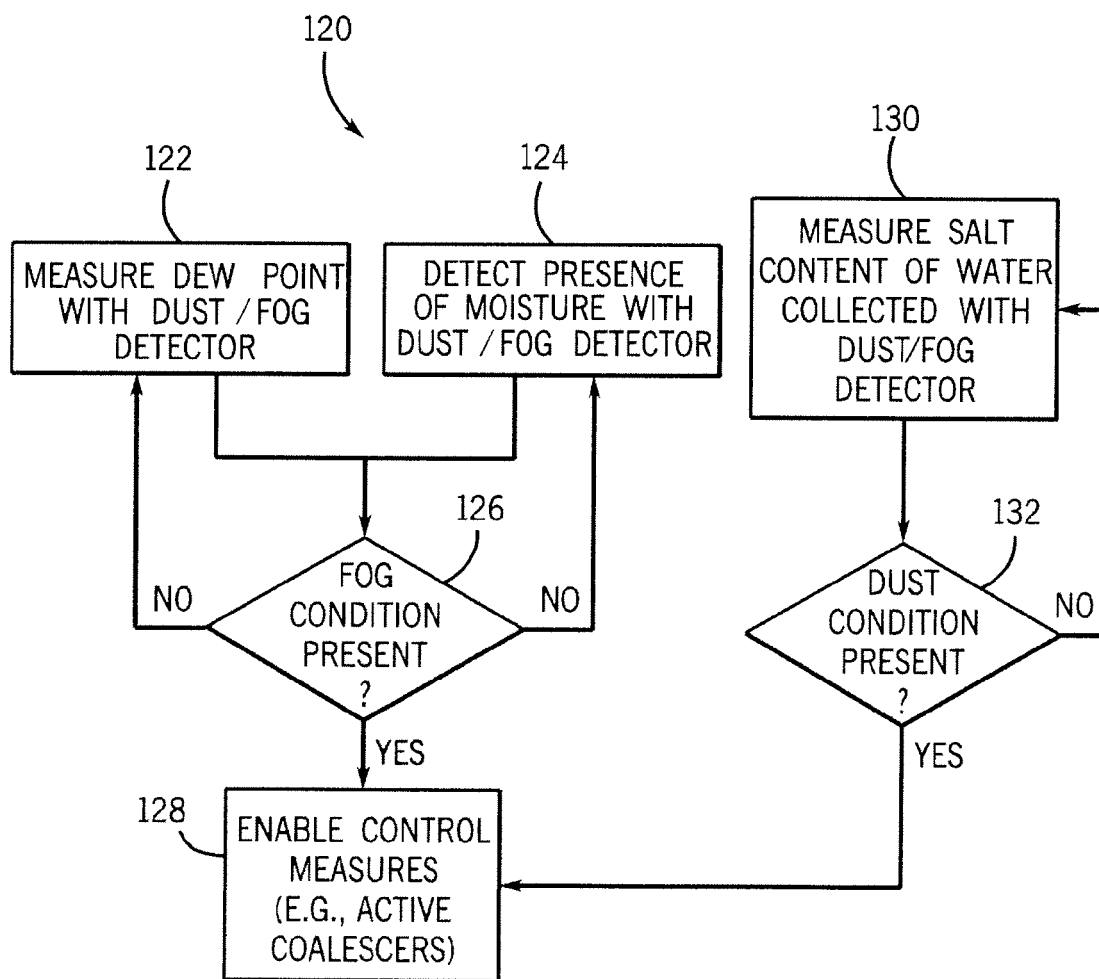 120
122
MEASURE DEW POINT
WITH DUST / FOG
DETECTOR
124
DETECT PRESENCE
OF MOISTURE WITH
DUST / FOG DETECTOR
130
MEASURE SALT
CONTENT OF WATER
COLLECTED WITH
DUST/FOG
DETECTOR
126
FOG
CONDITION
PRESENT
?
NO
NO
YES
132
DUST
CONDITION
PRESENT
?
NO
YES
128
ENABLE CONTROL
MEASURES
(E.G., ACTIVE
COALESCERS)